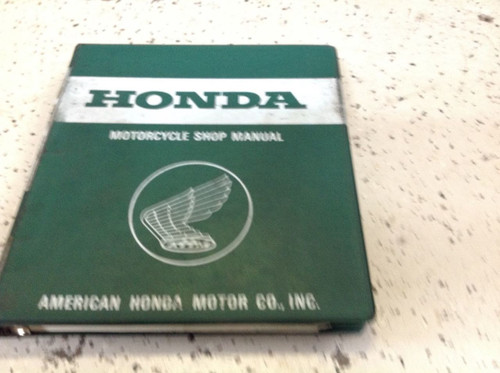 HONDA
MOTORCYCLE SHOP MANUAL
AMERICAN HONDA MOTOR CO., INC.